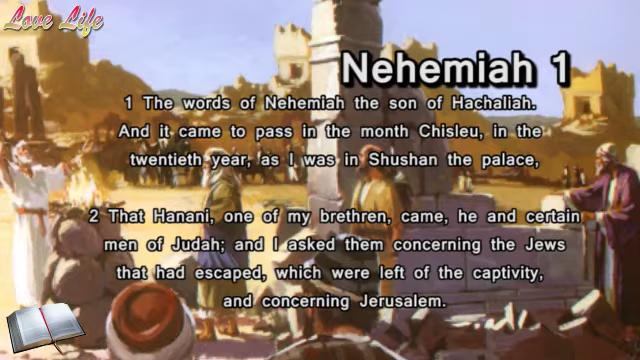 Love Life
Nehemiah 1
1 The words of Nehemiah the son of Hachaliah.
And it came to pass in the month Chisleu, in the
twentieth year, as I was in Shushan the palace,
2 That Hanani, one of my brethren, came, he and certain
men of Judah; and I asked them concerning the Jews
that had escaped, which were left of the captivity,
and concerning Jerusalem.